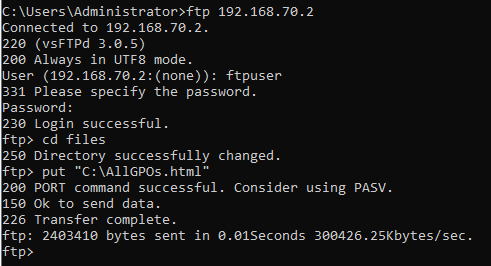 C:\Users\Administrator>ftp 192.168.70.2
Connected to 192.168.70.2.
220 (vsFTPd 3.0.5)
200 Always in UTF8 mode.
User (192.168.70.2:(none)): ftpuser
331 Please specify the password.
Password:
230 Login successful.
ftp> cd files
250 Directory successfully changed.
ftp> put "C:\AllGPOs.html"
200 PORT command successful. Consider using PASV.
150 Ok to send data.
226 Transfer complete.
ftp: 2403410 bytes sent in 0.01Seconds 300426.25Kbytes/sec.
ftp>